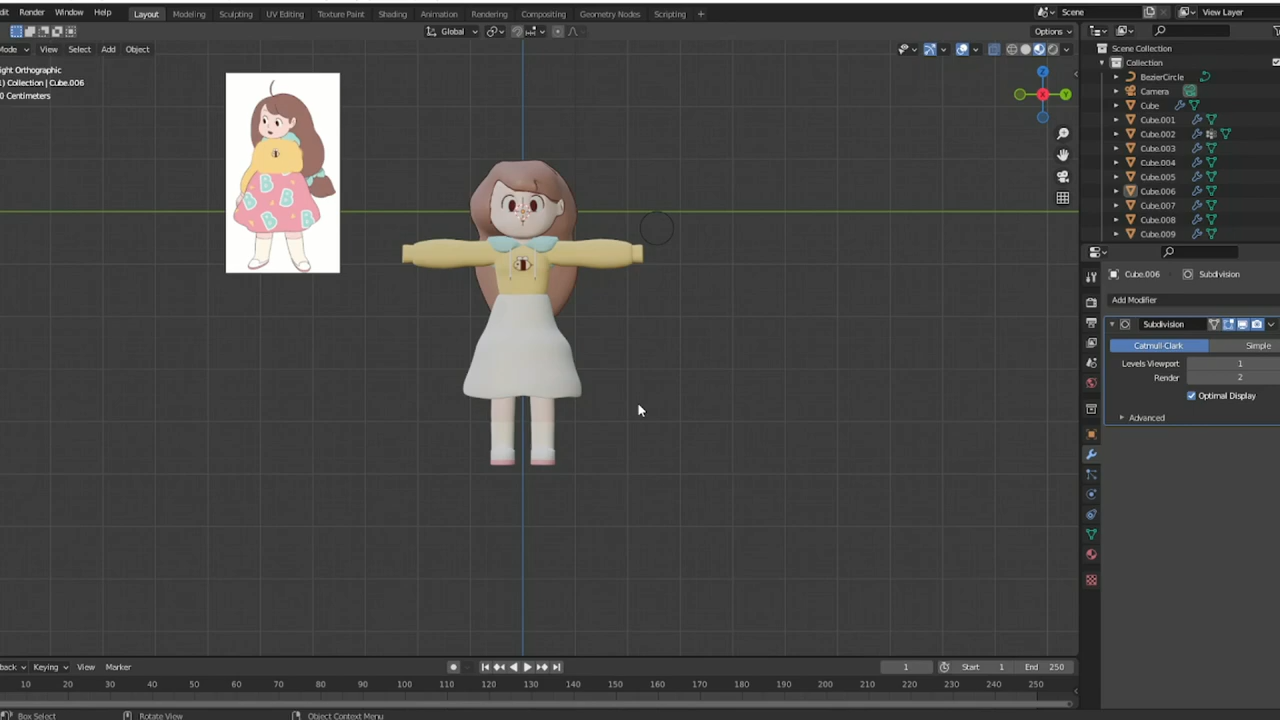 Render Window Help Layout Modeling Sculpting UV Editing Texture Paint Shading Animation Rendering Compositing Geometry Nodes Scripting + Scene View Layer
Global Options
Mode View Select Add Object
ight Orthographic
) Collection | Cube.006
0 Centimeters
B B B B B
Z
X
Y
Scene Collection
Collection
BezierCircle
Camera
Cube
Cube.001
Cube.002
Cube.003
Cube.004
Cube.005
Cube.006
Cube.007
Cube.008
Cube.009
Cube.006 Subdivision
Add Modifier
Subdivision
Catmull-Clark Simple
Levels Viewport 1
Render 2
Optimal Display
Advanced
back Keying View Marker 1 Start 1 End 250
10 20 30 40 50 60 70 80 90 100 110 120 130 140 150 160 170 180 190 200 210 220 230 240 250
Box Select Rotate View Object Context Menu